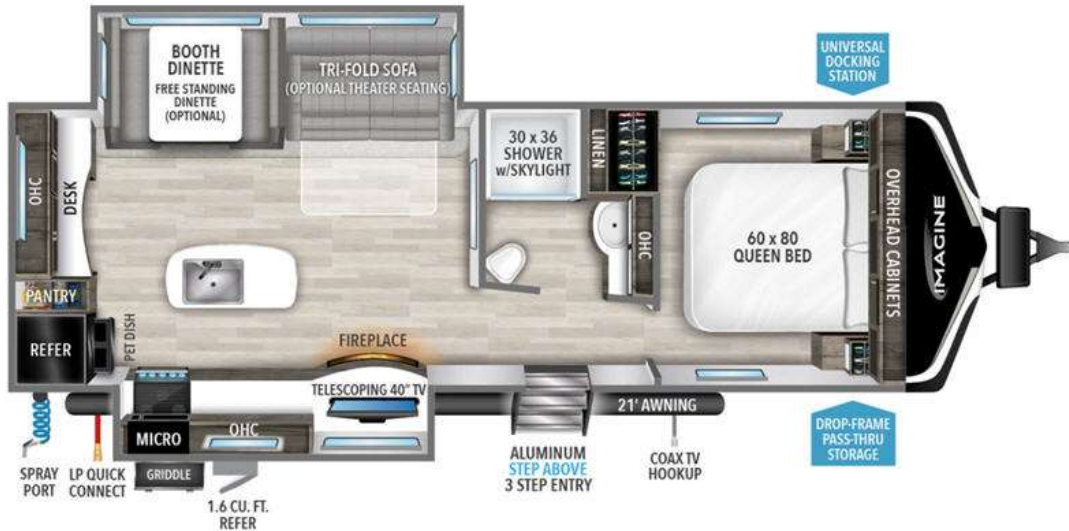 BOOTH
DINETTE
FREE STANDING
DINETTE
(OPTIONAL)
TRI-FOLD SOFA
(OPTIONAL THEATER SEATING)
UNIVERSAL
DOCKING
STATION
30 x 36
SHOWER
w/SKYLIGHT
LINEN
OHC
DESK
OHC
60 x 80
QUEEN BED
OVERHEAD CABINETS
IMAGINE
PANTRY
REFER
PET DISH
FIREPLACE
TELESCOPING 40" TV
MICRO
OHC
21' AWNING
SPRAY
PORT
LP QUICK
CONNECT
GRIDDLE
1.6 CU. FT.
REFER
ALUMINUM
STEP ABOVE
3 STEP ENTRY
COAX TV
HOOKUP
DROP-FRAME
PASS-THRU
STORAGE